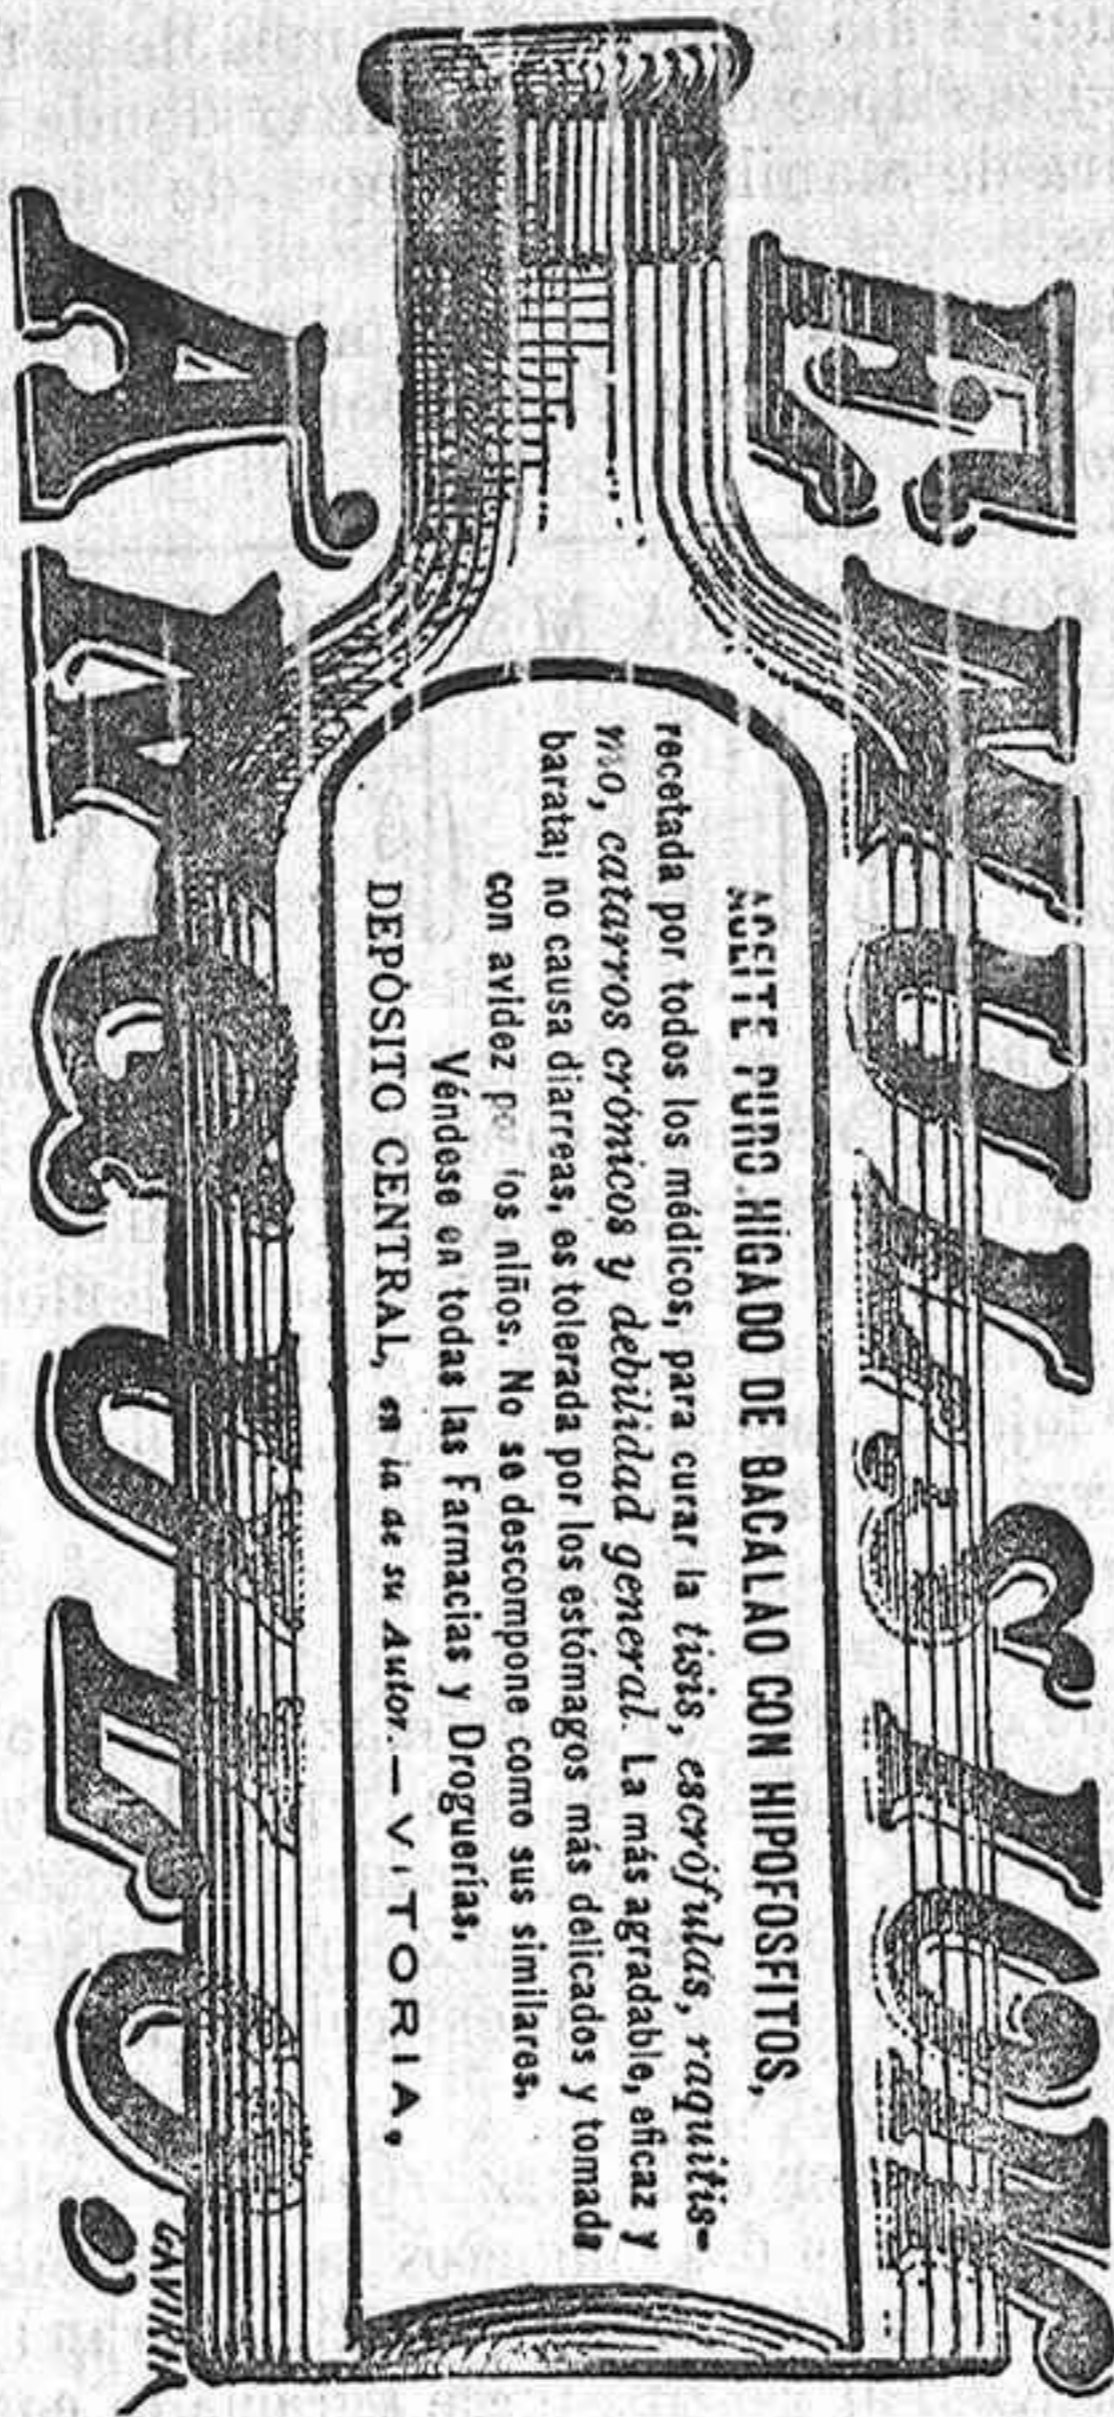 EMULSION
ACEITE PURO HIGADO DE BACALAO CON HIPOFOSFITOS,
recetada por todos los médicos, para curar la tisis, escrófulas, raquitis-
mo, catarros crónicos y debilidad general. La más agradable, eficaz y
barata; no causa diarreas, es tolerada por los estómagos más delicados y tomada
con avidez por los niños. No se descompone como sus similares.
Véndese en todas las Farmacias y Droguerías.
DEPÓSITO CENTRAL, en la de su Autor.—VITORIA,